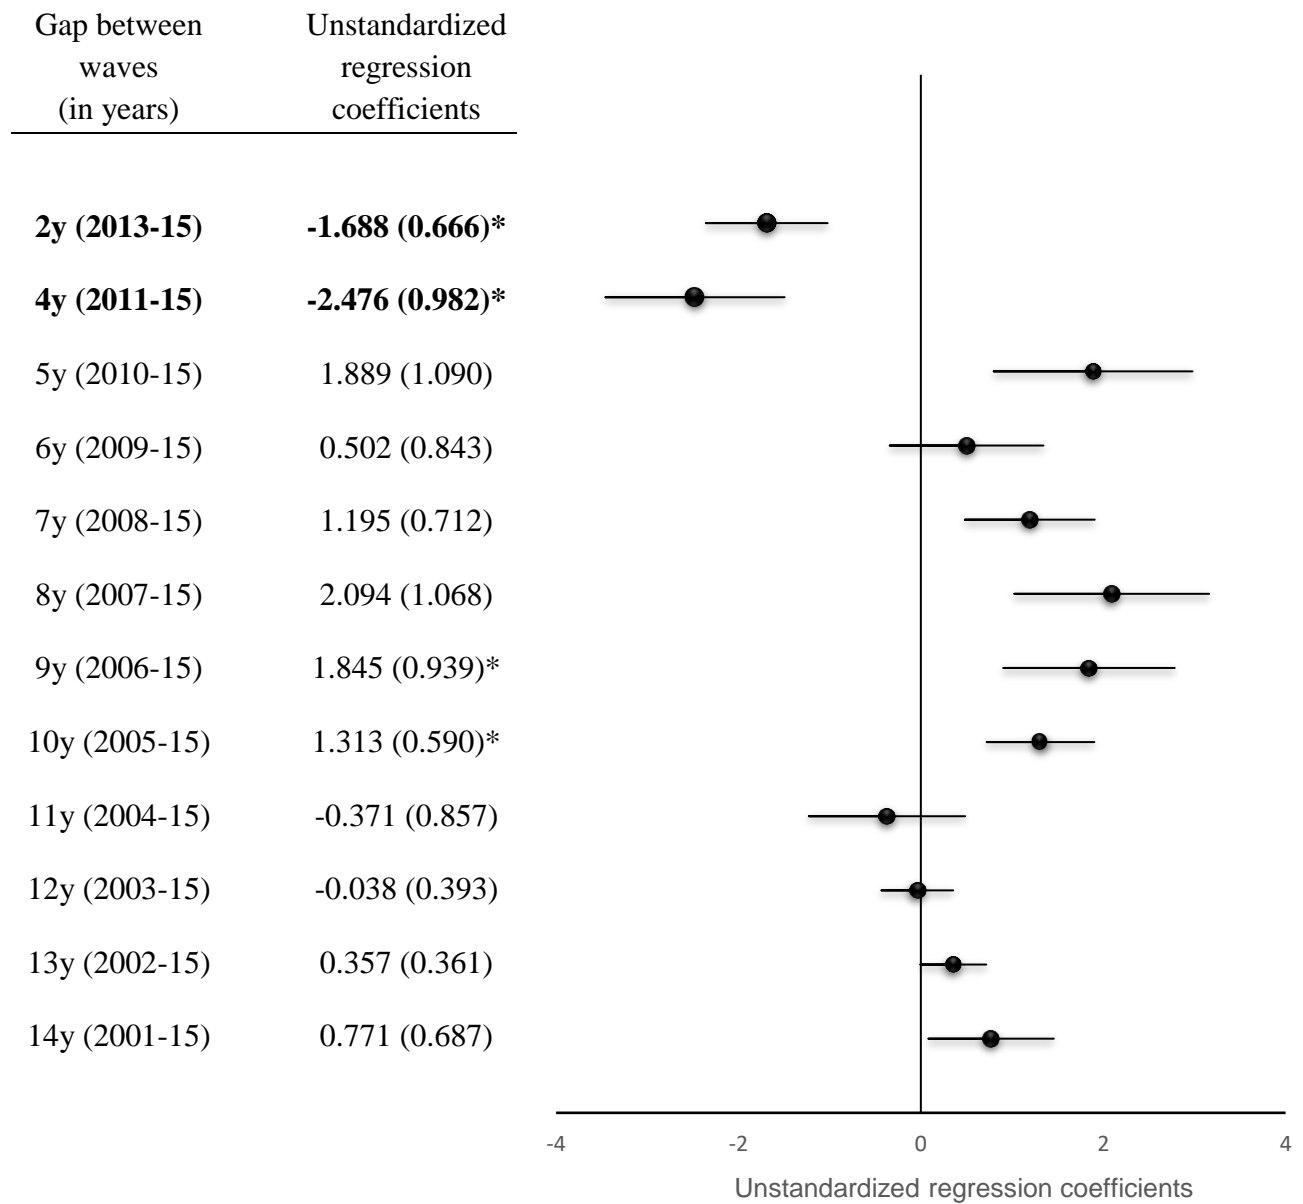 Gap between
waves
(in years)
Unstandardized
regression
coefficients
2y (2013-15) -1.688 (0.666)*
4y (2011-15) -2.476 (0.982)*
5y (2010-15) 1.889 (1.090)
6y (2009-15) 0.502 (0.843)
7y (2008-15) 1.195 (0.712)
8y (2007-15) 2.094 (1.068)
9y (2006-15) 1.845 (0.939)*
10y (2005-15) 1.313 (0.590)*
11y (2004-15) -0.371 (0.857)
12y (2003-15) -0.038 (0.393)
13y (2002-15) 0.357 (0.361)
14y (2001-15) 0.771 (0.687)
-4 -2 0 2 4
Unstandardized regression coefficients